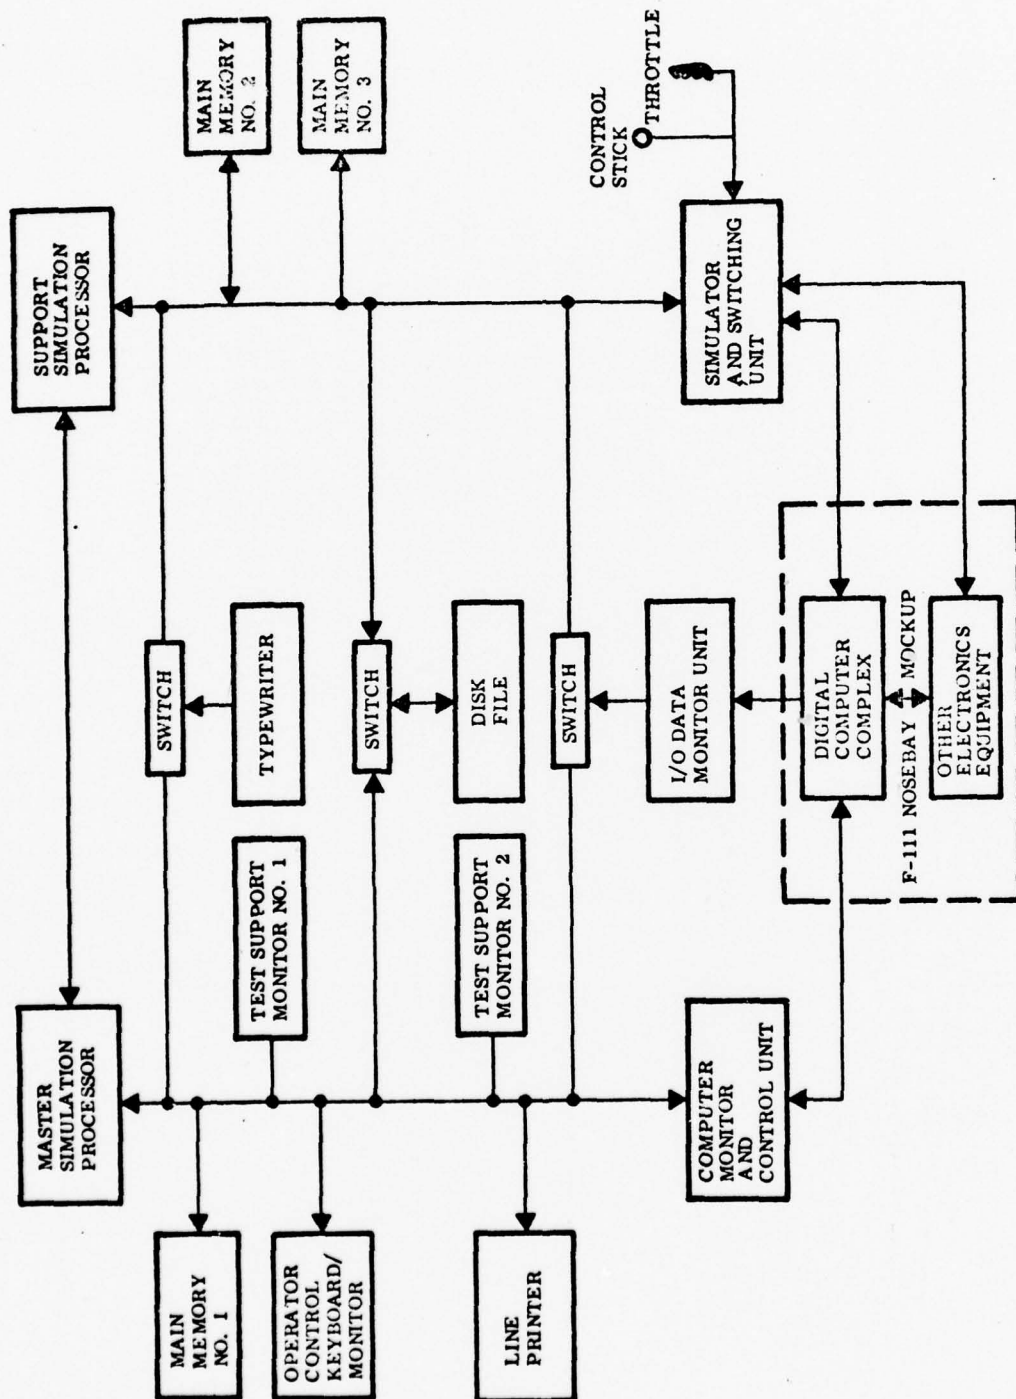 MASTER
SIMULATION
PROCESSOR
SUPPORT
SIMULATION
PROCESSOR
MAIN
MEMORY
NO. 1
SWITCH
MAIN
MEMORY
NO. 2
TEST SUPPORT
MONITOR NO. 1
TYPEWRITER
OPERATOR
CONTROL
KEYBOARD/
MONITOR
SWITCH
MAIN
MEMORY
NO. 3
TEST SUPPORT
MONITOR NO. 2
DISK
FILE
LINE
PRINTER
SWITCH
I/O DATA
MONITOR UNIT
COMPUTER
MONITOR
AND
CONTROL UNIT
SIMULATOR
AND SWITCHING
UNIT
CONTROL
STICK
THROTTLE
DIGITAL
COMPUTER
COMPLEX
F-111 NOSEBAY MOCKUP
OTHER
ELECTRONICS
EQUIPMENT